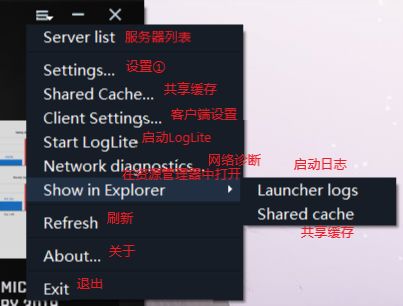 Server list 服务器列表
Settings... 设置①
Shared Cache... 共享缓存
Client Settings... 客户端设置
Start LogLite 启动LogLite
Network diagnostics... 网络诊断
在资源管理器中打开
Show in Explorer
启动日志
Launcher logs
Shared cache
共享缓存
Refresh 刷新
About... 关于
Exit 退出